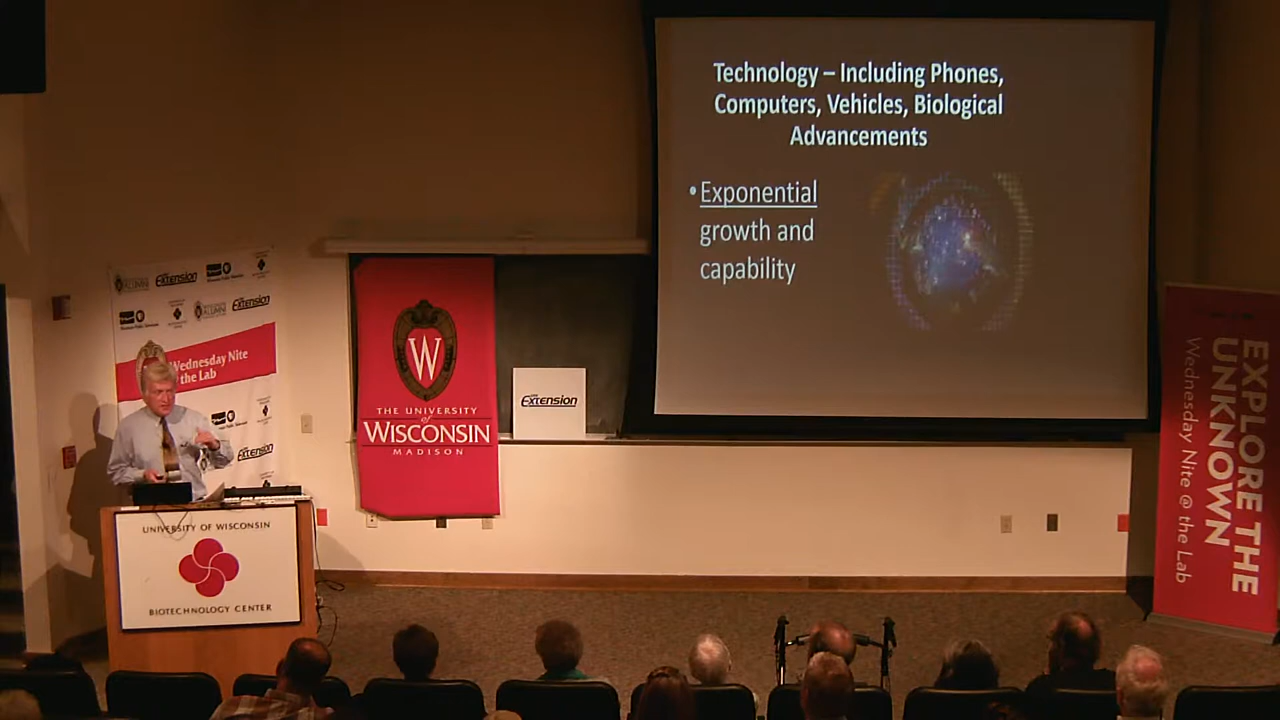 Technology – Including Phones,
Computers, Vehicles, Biological
Advancements
• Exponential
growth and
capability
ALUMNI
Extension
Extension
Wednesday Nite
the Lab
Extension
W
THE UNIVERSITY
of
WISCONSIN
MADISON
Extension
UNIVERSITY OF WISCONSIN
BIOTECHNOLOGY CENTER
EXPLORE THE
UNKNOWN
Wednesday Nite @ the Lab